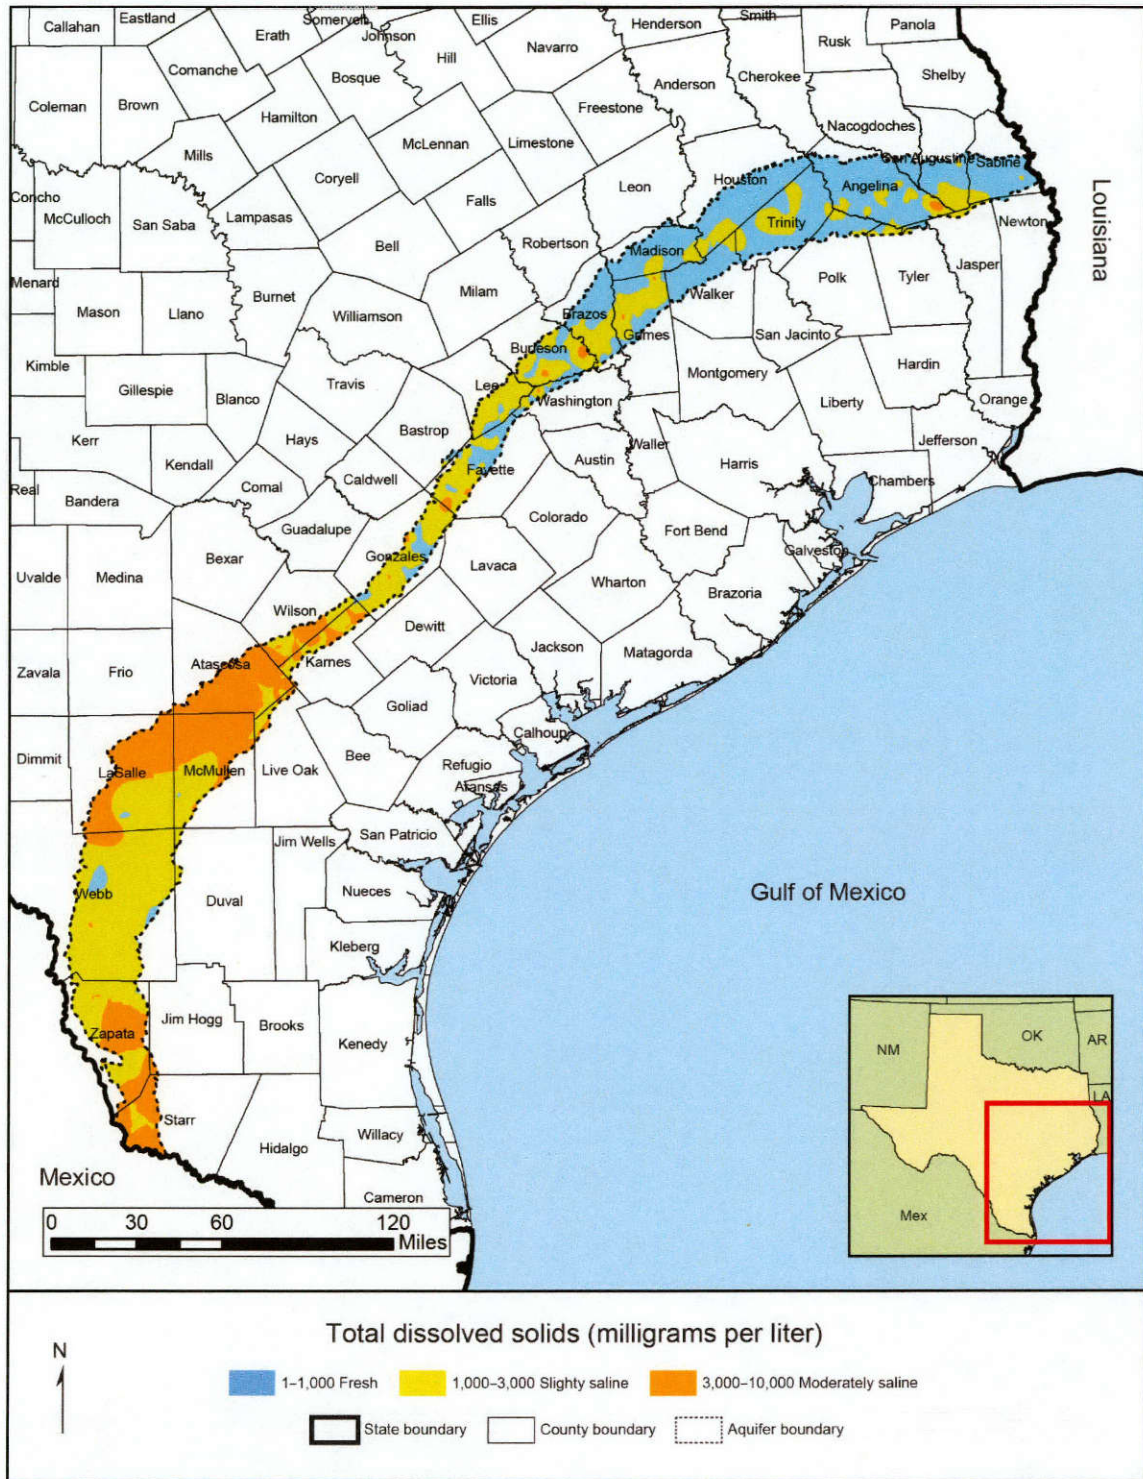 Callahan
Eastland
Somervell
Johnson
Ellis
Henderson
Smith
Panola
Erath
Hill
Navarro
Rusk
Comanche
Bosque
Anderson
Cherokee
Shelby
Coleman
Brown
Freestone
Hamilton
Nacogdoches
McLennan
Limestone
Mills
San Augustine
Sabine
Coryell
Houston
Leon
Angelina
Concho
McCulloch
San Saba
Lampasas
Falls
Trinity
Newton
Louisiana
Bell
Robertson
Madison
Menard
Jasper
Milam
Polk
Tyler
Burnet
Walker
Mason
Llano
Williamson
Brazos
San Jacinto
Grimes
Burleson
Kimble
Hardin
Travis
Lee
Montgomery
Gillespie
Blanco
Washington
Liberty
Orange
Bastrop
Kerr
Hays
Waller
Jefferson
Kendall
Fayette
Austin
Harris
Real
Bandera
Comal
Caldwell
Chambers
Guadalupe
Colorado
Fort Bend
Bexar
Galveston
Gonzales
Lavaca
Uvalde
Medina
Wharton
Brazoria
Wilson
Dewitt
Jackson
Matagorda
Zavala
Frio
Atascosa
Karnes
Victoria
Goliad
Calhoun
Dimmit
LaSalle
McMullen
Live Oak
Bee
Refugio
Aransas
San Patricio
Jim Wells
Webb
Duval
Nueces
Gulf of Mexico
Kleberg
Zapata
Jim Hogg
Brooks
Kenedy
Starr
Hidalgo
Willacy
Mexico
Cameron
NM
OK
AR
LA
Mex
0 30 60 120
Miles
Total dissolved solids (milligrams per liter)
N
1–1,000 Fresh 1,000–3,000 Slighty saline 3,000–10,000 Moderately saline
State boundary County boundary Aquifer boundary